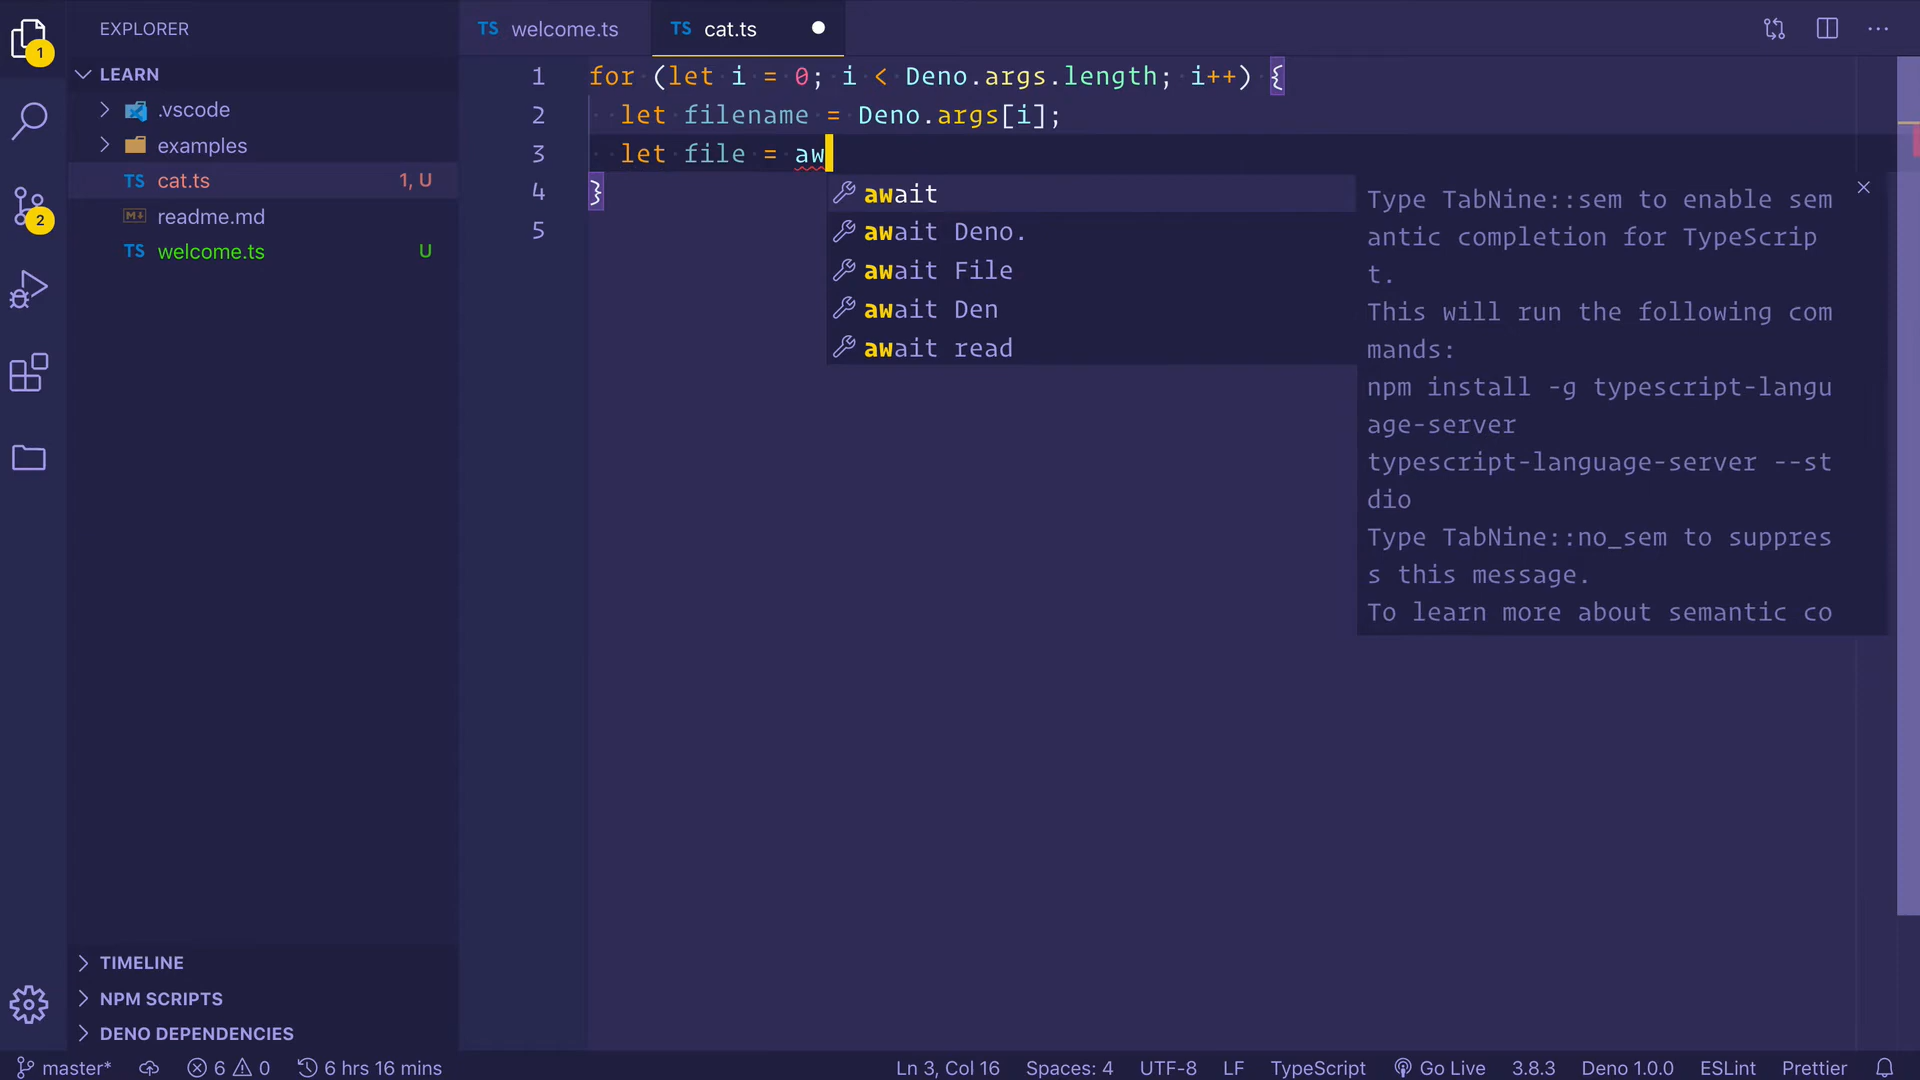 EXPLORER
LEARN
.vscode
examples
TS cat.ts 1, U
readme.md
TS welcome.ts U
TIMELINE
NPM SCRIPTS
DENO DEPENDENCIES
1
2
TS welcome.ts
TS cat.ts
1 for (let i = 0; i < Deno.args.length; i++) {
2 let filename = Deno.args[i];
3 let file = aw
4 }
5
await
await Deno.
await File
await Den
await read
Type TabNine::sem to enable sem
antic completion for TypeScrip
t.
This will run the following com
mands:
npm install -g typescript-langu
age-server
typescript-language-server --st
dio
Type TabNine::no_sem to suppres
s this message.
To learn more about semantic co
master* 6 0 6 hrs 16 mins Ln 3, Col 16 Spaces: 4 UTF-8 LF TypeScript Go Live 3.8.3 Deno 1.0.0 ESLint Prettier